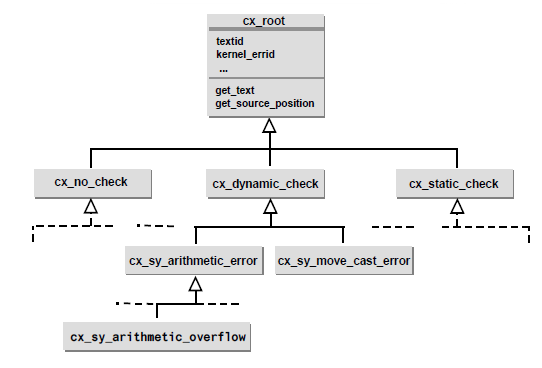 cx_root
textid
kernel_errid
...
get_text
get_source_position
cx_no_check
cx_dynamic_check
cx_static_check
cx_sy_arithmetic_error
cx_sy_move_cast_error
cx_sy_arithmetic_overflow